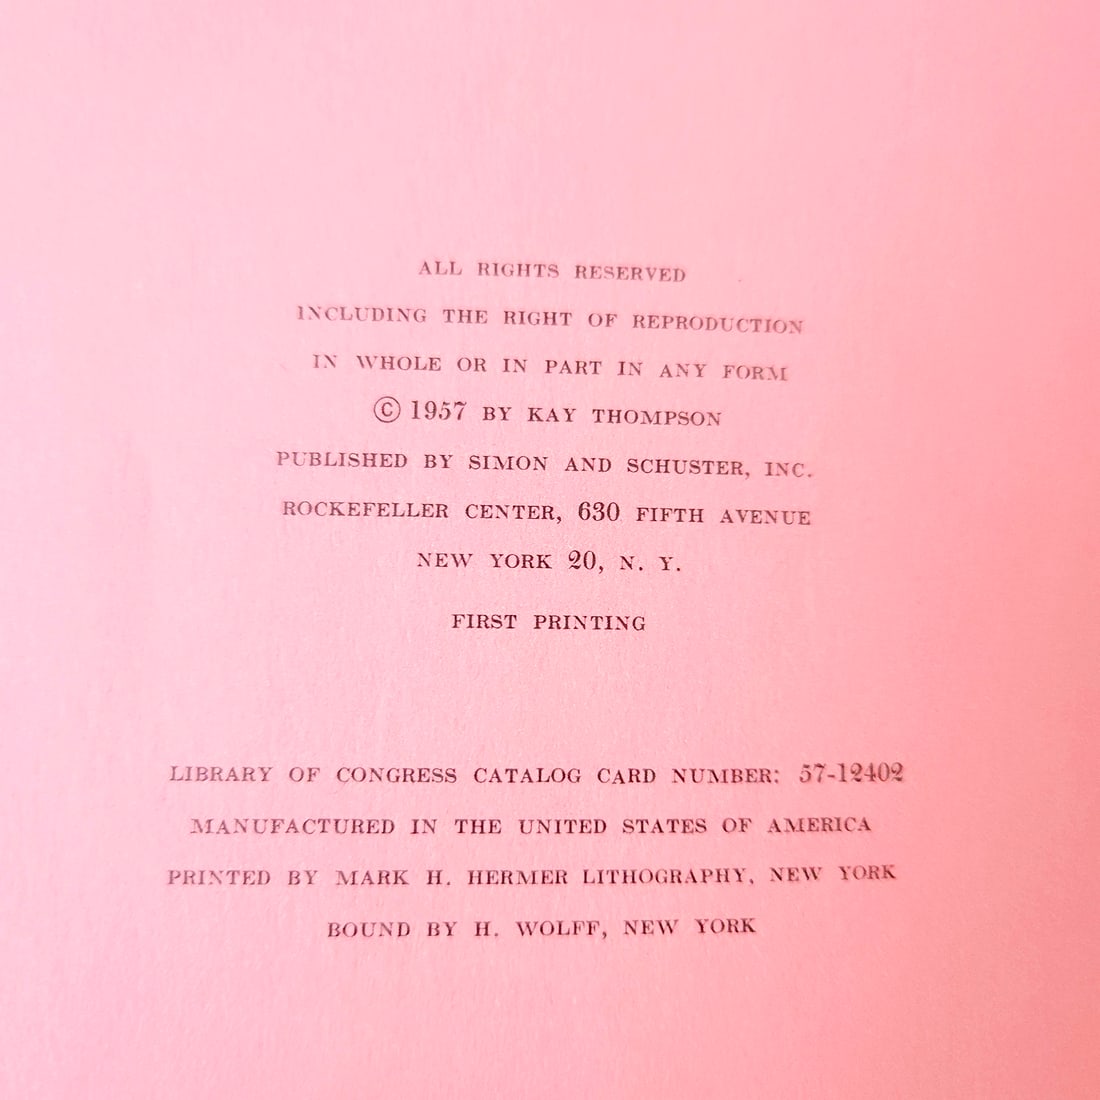 ALL RIGHTS RESERVED
INCLUDING THE RIGHT OF REPRODUCTION
IN WHOLE OR IN PART IN ANY FORM
© 1957 BY KAY THOMPSON
PUBLISHED BY SIMON AND SCHUSTER, INC.
ROCKEFELLER CENTER, 630 FIFTH AVENUE
NEW YORK 20, N. Y.
FIRST PRINTING
LIBRARY OF CONGRESS CATALOG CARD NUMBER: 57-12402
MANUFACTURED IN THE UNITED STATES OF AMERICA
PRINTED BY MARK H. HERMER LITHOGRAPHY, NEW YORK
BOUND BY H. WOLFF, NEW YORK